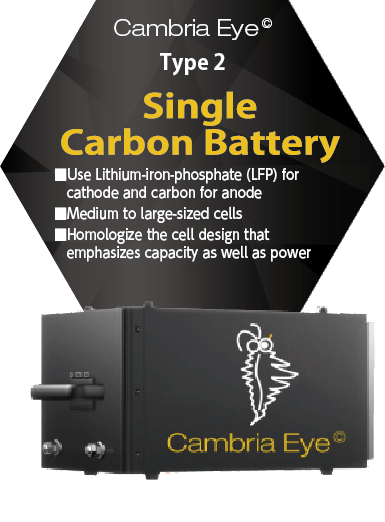 Cambria Eye©
Type 2
Single
Carbon Battery
■Use Lithium-iron-phosphate (LFP) for
cathode and carbon for anode
■Medium to large-sized cells
■Homologize the cell design that
emphasizes capacity as well as power
Cambria Eye©